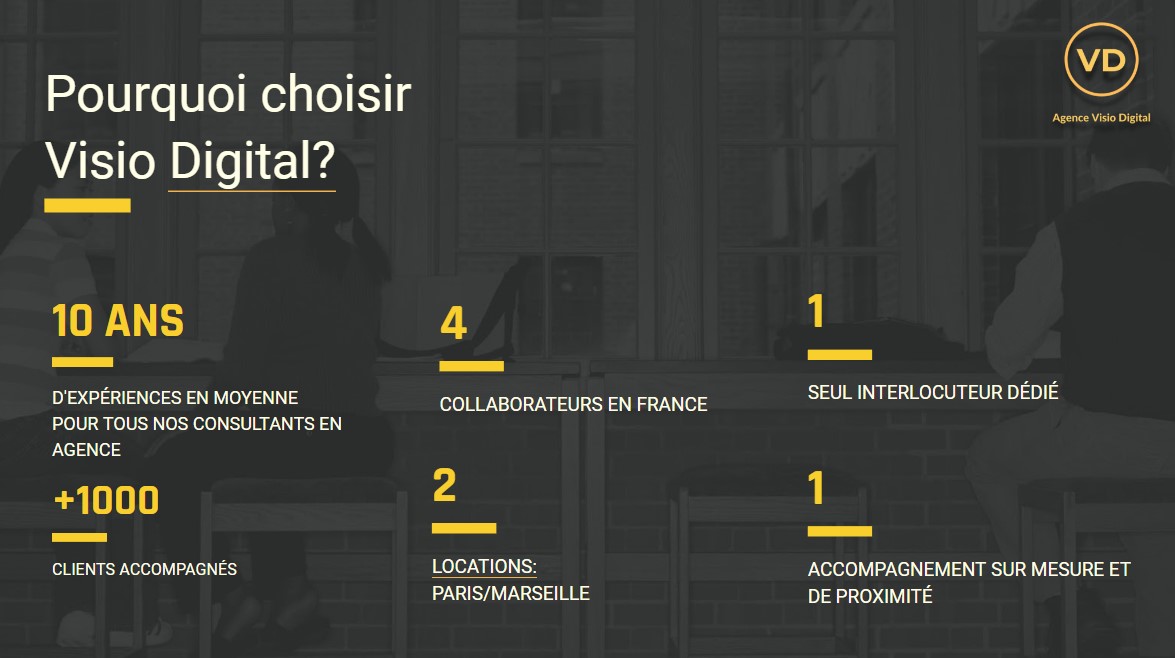 VD
Agence Visio Digital
Pourquoi choisir
Visio Digital?
10 ANS
D'EXPÉRIENCES EN MOYENNE
POUR TOUS NOS CONSULTANTS EN
AGENCE
+1000
CLIENTS ACCOMPAGNÉS
4
COLLABORATEURS EN FRANCE
2
LOCATIONS:
PARIS/MARSEILLE
1
SEUL INTERLOCUTEUR DÉDIÉ
1
ACCOMPAGNEMENT SUR MESURE ET
DE PROXIMITÉ